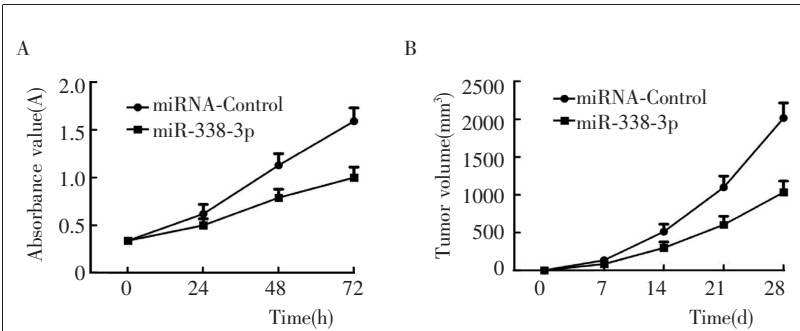 A
Absorbance value(A)
2.0
1.5
1.0
0.5
0
miRNA-Control
miR-338-3p
0 24 48 72
Time(h)
B
Tumor volume(mm³)
2500
2000
1500
1000
500
0
miRNA-Control
miR-338-3p
0 7 14 21 28
Time(d)